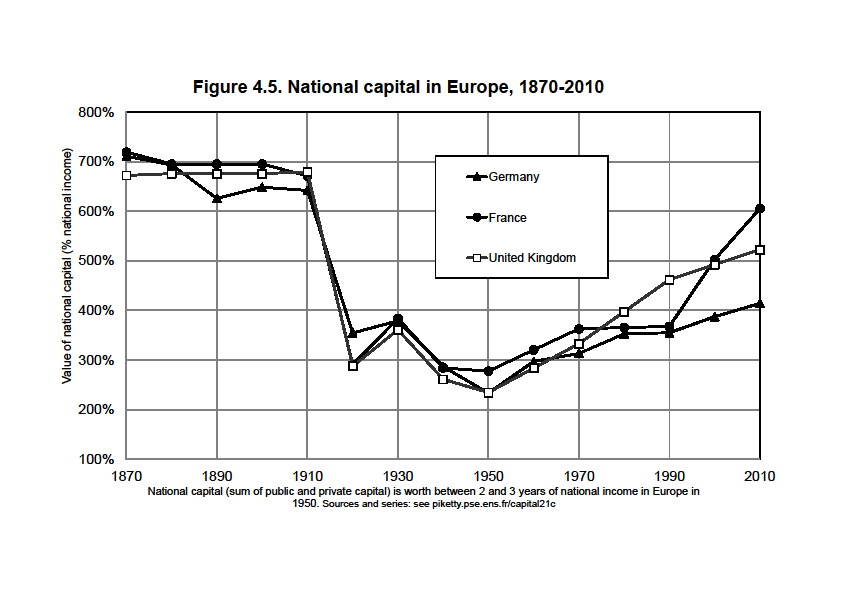 Figure 4.5. National capital in Europe, 1870-2010
Value of national capital (% national income)
800%
700%
600%
500%
400%
300%
200%
100%
Germany
France
United Kingdom
1870 1890 1910 1930 1950 1970 1990 2010
National capital (sum of public and private capital) is worth between 2 and 3 years of national income in Europe in
1950. Sources and series: see piketty.pse.ens.fr/capital21c